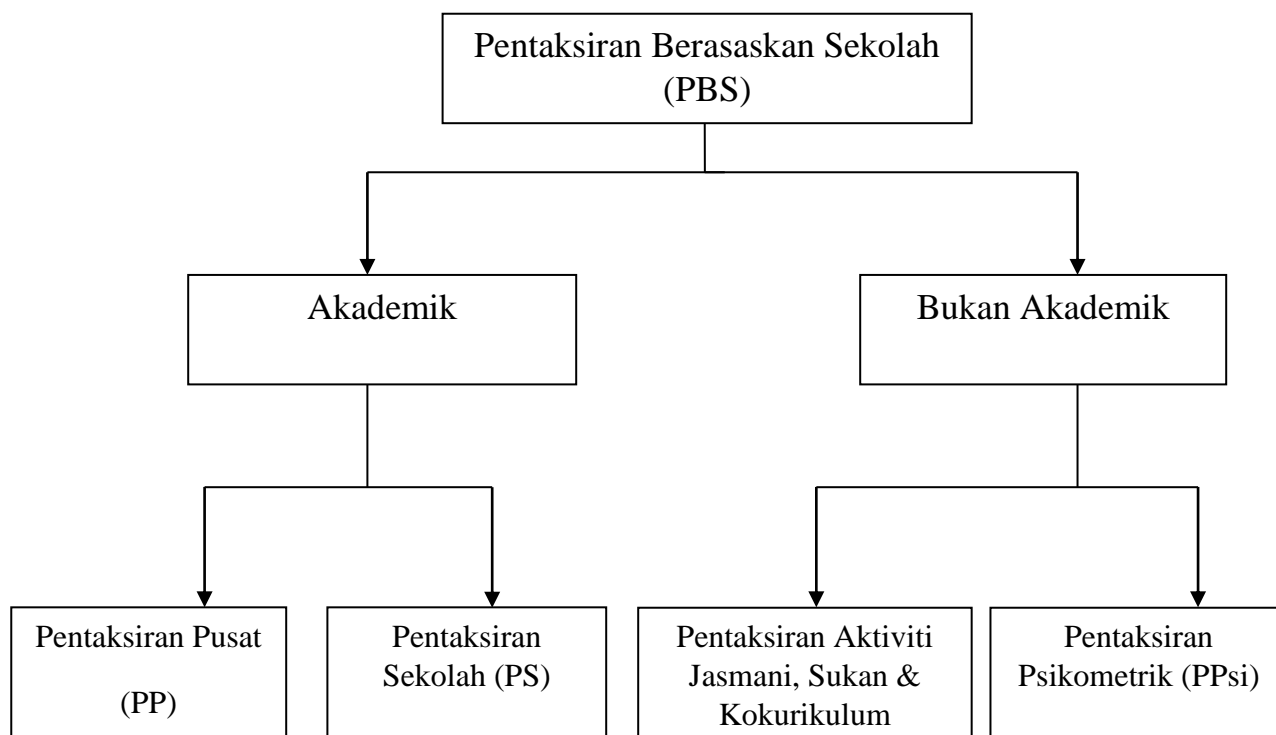 Pentaksiran Berasaskan Sekolah
(PBS)
Akademik
Bukan Akademik
Pentaksiran Pusat
(PP)
Pentaksiran
Sekolah (PS)
Pentaksiran Aktiviti
Jasmani, Sukan &
Kokurikulum
Pentaksiran
Psikometrik (PPsi)